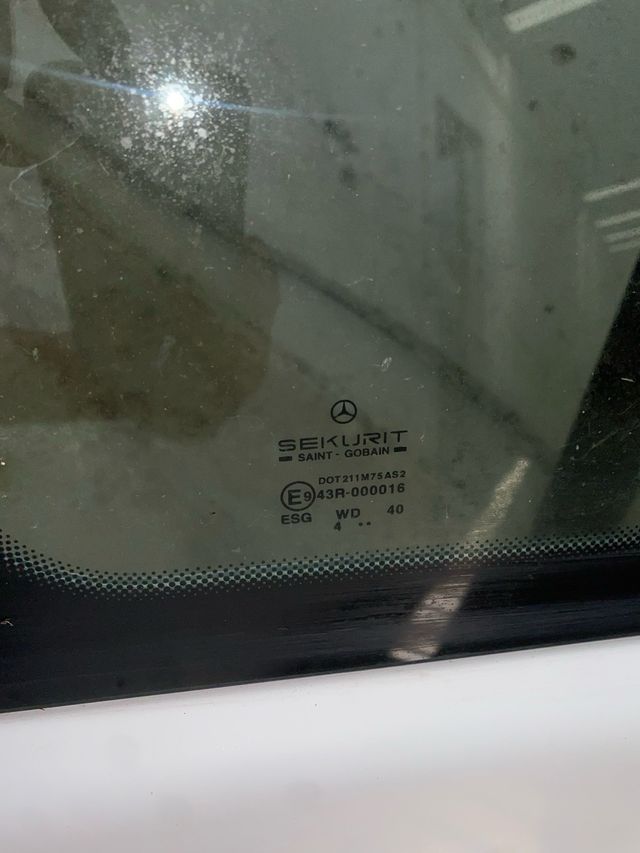 SEKURIT
SAINT - GOBAIN
DOT211M75AS2
E9 43R-000016
ESG WD 40
4 ..